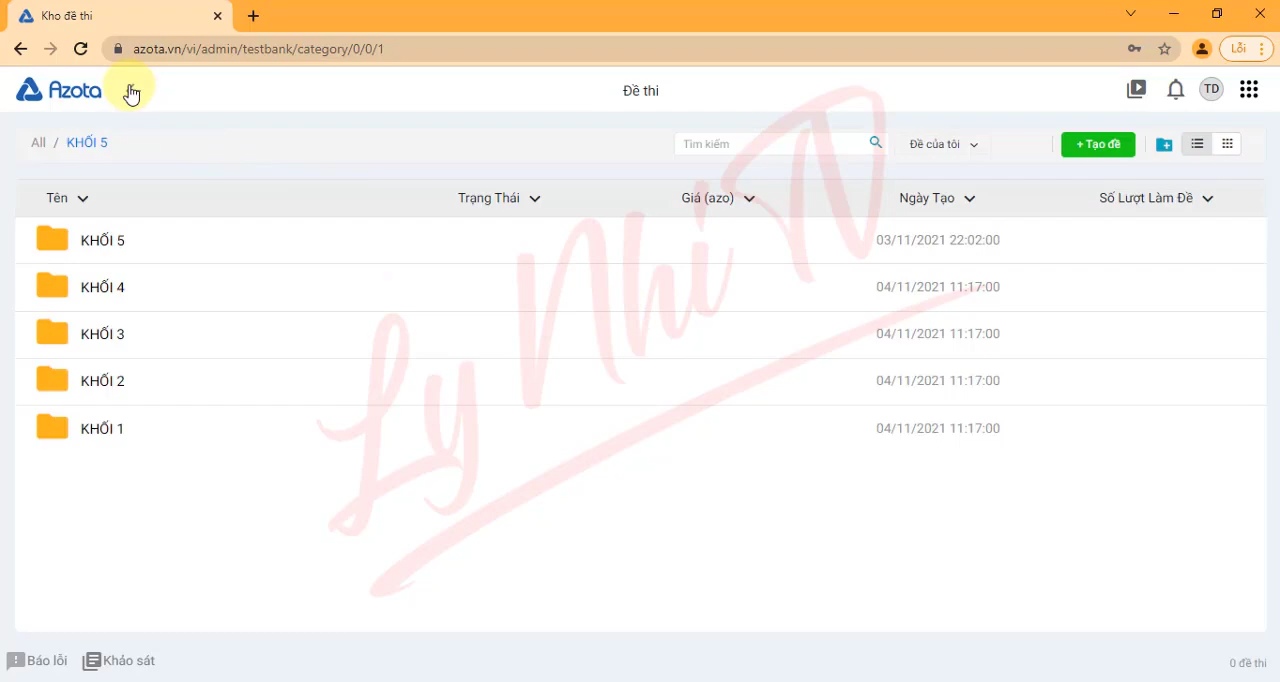 Kho đề thi
azota.vn/vi/admin/testbank/category/0/0/1
Lỗi
Azota
Đề thi
TD
All / KHỐI 5
Tìm kiếm
Đề của tôi
+ Tạo đề
Tên
Trạng Thái
Giá (azo)
Ngày Tạo
Số Lượt Làm Đề
KHỐI 5
03/11/2021 22:02:00
KHỐI 4
04/11/2021 11:17:00
KHỐI 3
04/11/2021 11:17:00
KHỐI 2
04/11/2021 11:17:00
KHỐI 1
04/11/2021 11:17:00
Ly Nhi TV
Báo lỗi
Khảo sát
0 đề thi